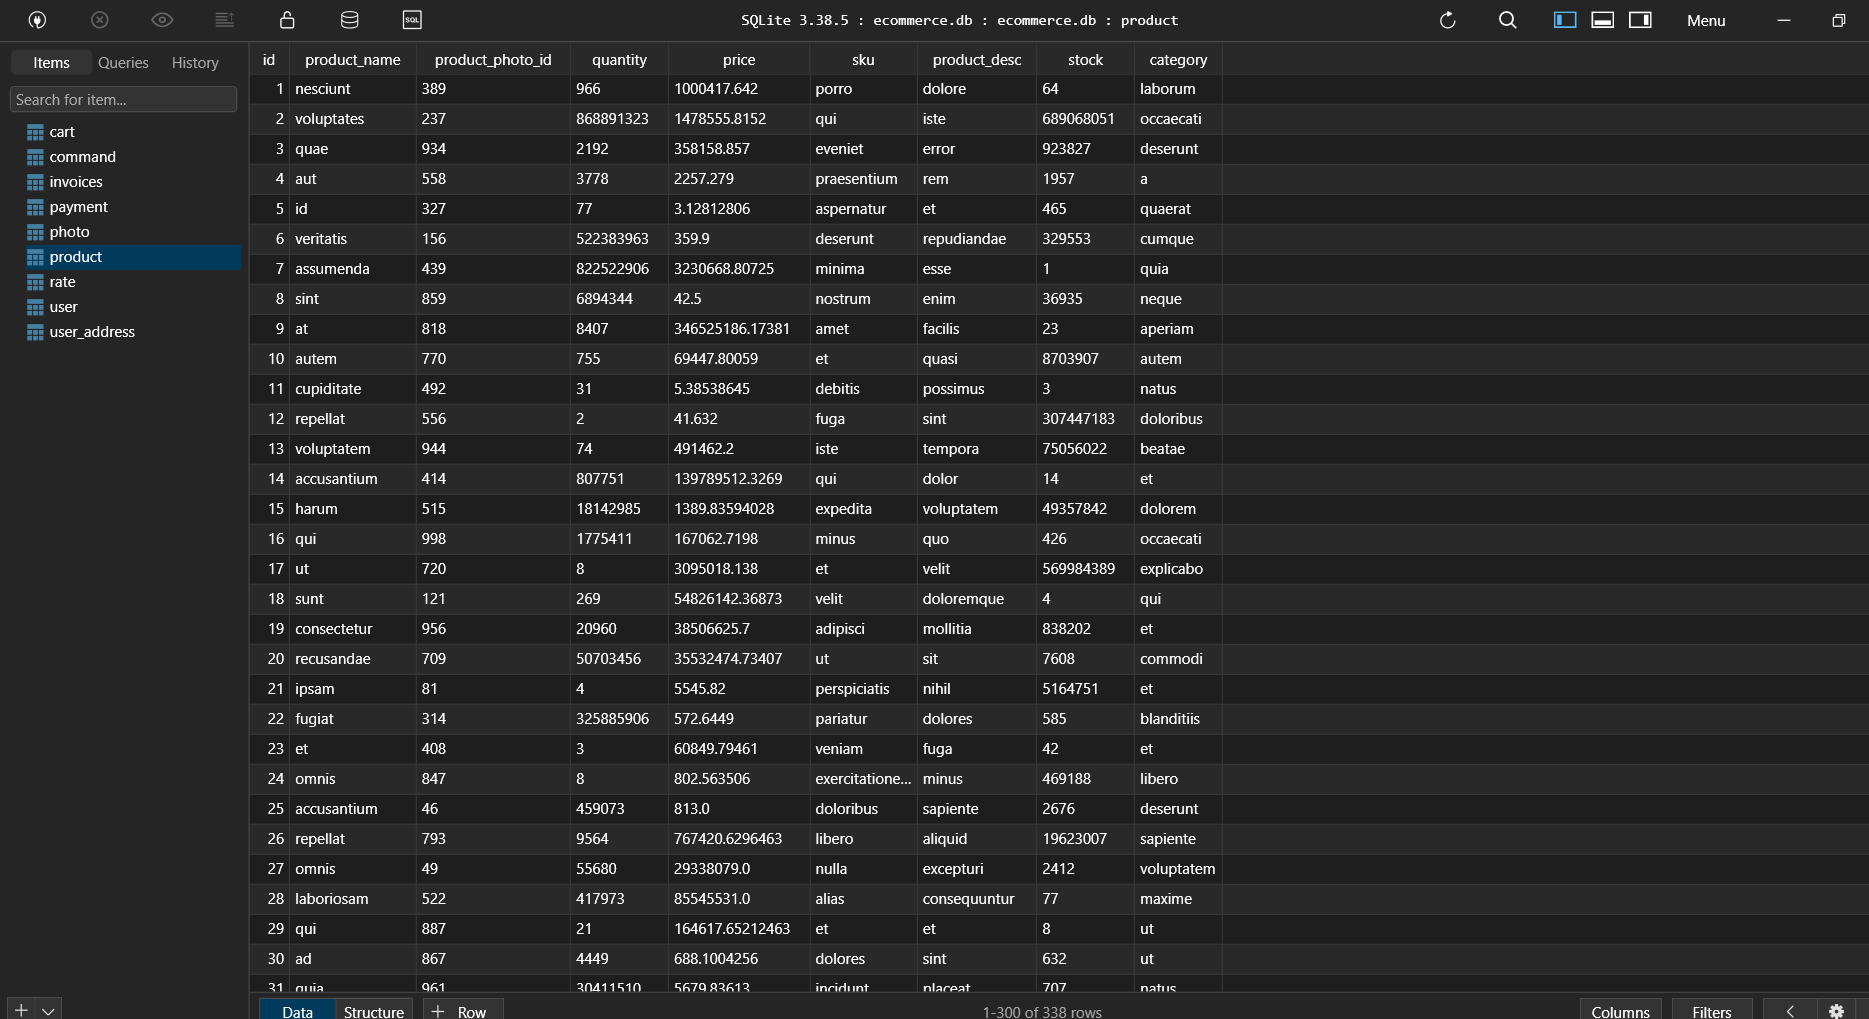 SQL SQLite 3.38.5 : ecommerce.db : ecommerce.db : product Menu
Items Queries History
Search for item...
cart
command
invoices
payment
photo
product
rate
user
user_address
id product_name product_photo_id quantity price sku product_desc stock category
1 nesciunt 389 966 1000417.642 porro dolore 64 laborum
2 voluptates 237 868891323 1478555.8152 qui iste 689068051 occaecati
3 quae 934 2192 358158.857 eveniet error 923827 deserunt
4 aut 558 3778 2257.279 praesentium rem 1957 a
5 id 327 77 3.12812806 aspernatur et 465 quaerat
6 veritatis 156 522383963 359.9 deserunt repudiandae 329553 cumque
7 assumenda 439 822522906 3230668.80725 minima esse 1 quia
8 sint 859 6894344 42.5 nostrum enim 36935 neque
9 at 818 8407 346525186.17381 amet facilis 23 aperiam
10 autem 770 755 69447.80059 et quasi 8703907 autem
11 cupiditate 492 31 5.38538645 debitis possimus 3 natus
12 repellat 556 2 41.632 fuga sint 307447183 doloribus
13 voluptatem 944 74 491462.2 iste tempora 75056022 beatae
14 accusantium 414 807751 139789512.3269 qui dolor 14 et
15 harum 515 18142985 1389.83594028 expedita voluptatem 49357842 dolorem
16 qui 998 1775411 167062.7198 minus quo 426 occaecati
17 ut 720 8 3095018.138 et velit 569984389 explicabo
18 sunt 121 269 54826142.36873 velit doloremque 4 qui
19 consectetur 956 20960 38506625.7 adipisci mollitia 838202 et
20 recusandae 709 50703456 35532474.73407 ut sit 7608 commodi
21 ipsam 81 4 5545.82 perspiciatis nihil 5164751 et
22 fugiat 314 325885906 572.6449 pariatur dolores 585 blanditiis
23 et 408 3 60849.79461 veniam fuga 42 et
24 omnis 847 8 802.563506 exercitatione... minus 469188 libero
25 accusantium 46 459073 813.0 doloribus sapiente 2676 deserunt
26 repellat 793 9564 767420.6296463 libero aliquid 19623007 sapiente
27 omnis 49 55680 29338079.0 nulla excepturi 2412 voluptatem
28 laboriosam 522 417973 85545531.0 alias consequuntur 77 maxime
29 qui 887 21 164617.65212463 et et 8 ut
30 ad 867 4449 688.1004256 dolores sint 632 ut
31 quia 961 30411510 5679.83613 incidunt placeat 707 natus
Data Structure + Row 1-300 of 338 rows Columns Filters